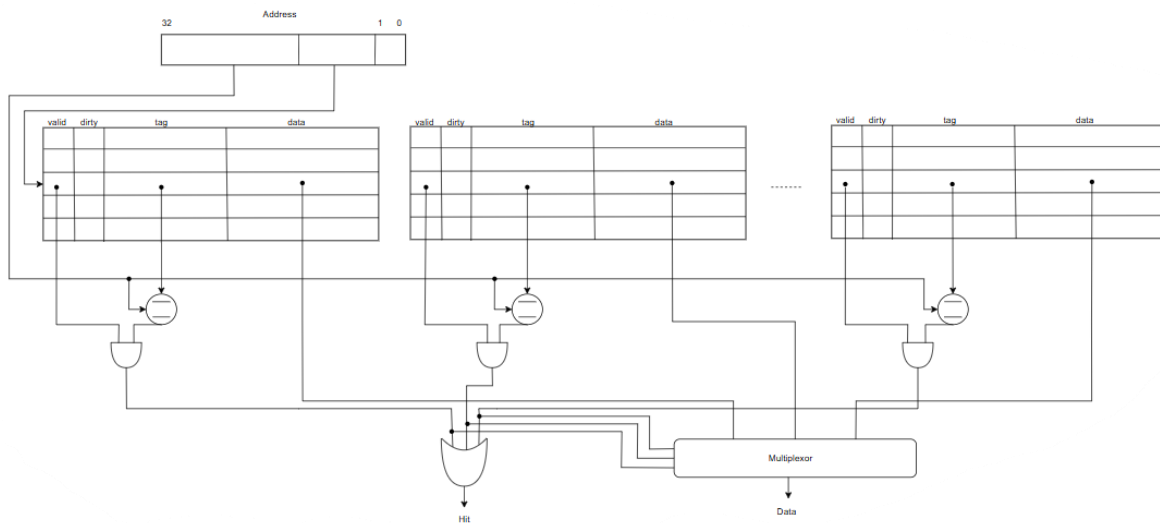 Address
32 1 0
valid dirty tag data
valid dirty tag data
valid dirty tag data
Multiplexor
Hit
Data